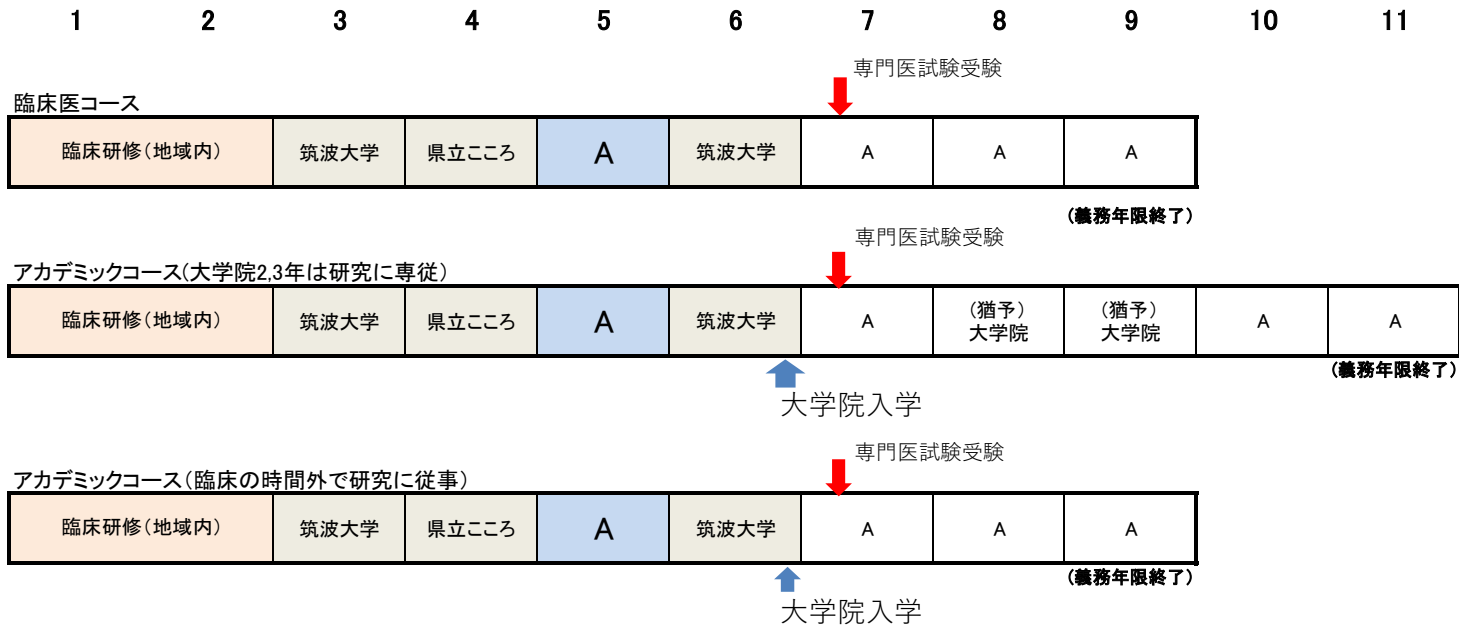 1 2 3 4 5 6 7 8 9 10 11
専門医試験受験
臨床医コース
臨床研修(地域内) 筑波大学 県立こころ A 筑波大学 A A A
(義務年限終了)
専門医試験受験
アカデミックコース(大学院2,3年は研究に専従)
臨床研修(地域内) 筑波大学 県立こころ A 筑波大学 A (猶予) (猶予) A A
大学院 大学院
(義務年限終了)
大学院入学
専門医試験受験
アカデミックコース(臨床の時間外で研究に従事)
臨床研修(地域内) 筑波大学 県立こころ A 筑波大学 A A A
(義務年限終了)
大学院入学